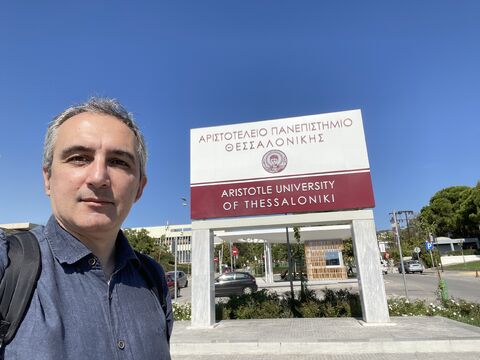 ΑΡΙΣΤΟΤΕΛΕΙΟ ΠΑΝΕΠΙΣΤΗΜΙΟ
ΘΕΣΣΑΛΟΝΙΚΗΣ
ARISTOTLE UNIVERSITY
OF THESSALONIKI